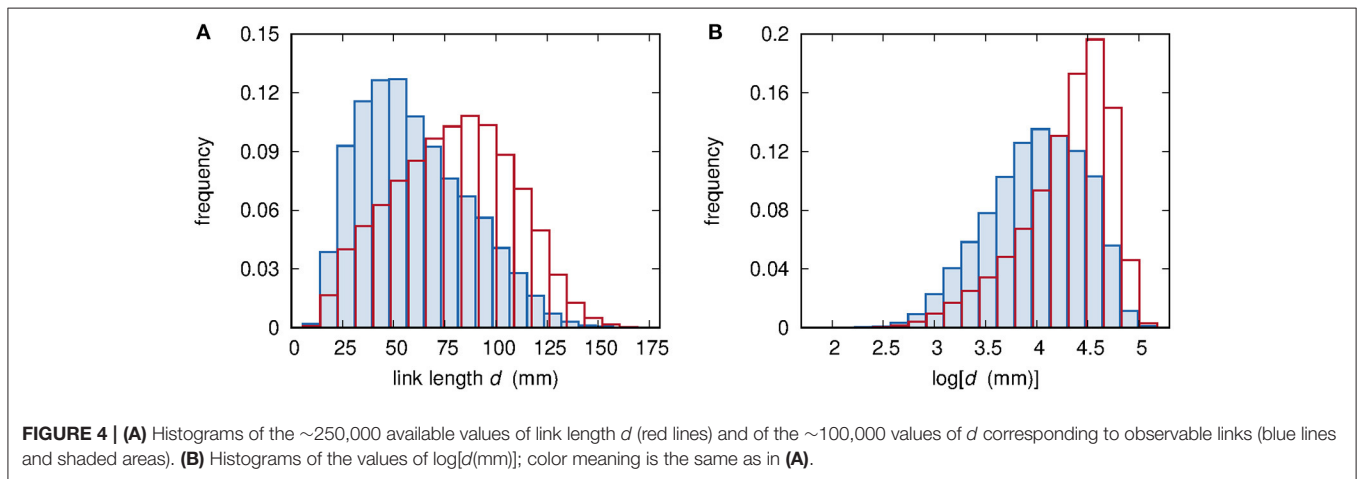 A
0.15
0.12
0.09
0.06
0.03
0
frequency
0 25 50 75 100 125 150 175
link length d (mm)
B
0.2
0.16
0.12
0.08
0.04
0
frequency
2 2.5 3 3.5 4 4.5 5
log[d (mm)]
FIGURE 4 | (A) Histograms of the ~250,000 available values of link length d (red lines) and of the ~100,000 values of d corresponding to observable links (blue lines
and shaded areas). (B) Histograms of the values of log[d(mm)]; color meaning is the same as in (A).